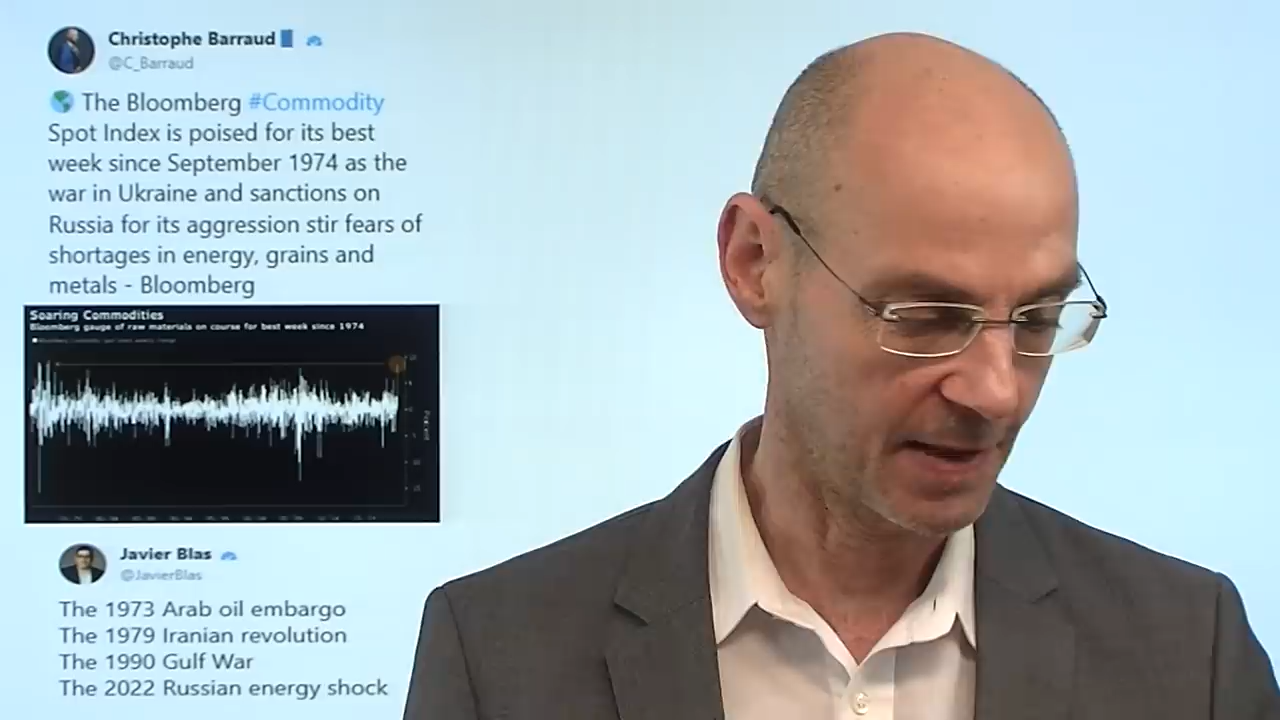 Christophe Barraud
@C_Barraud
The Bloomberg #Commodity
Spot Index is poised for its best
week since September 1974 as the
war in Ukraine and sanctions on
Russia for its aggression stir fears of
shortages in energy, grains and
metals - Bloomberg
Soaring Commodities
Bloomberg gauge of raw materials on course for best week since 1974
Percent
Javier Blas
@JavierBlas
The 1973 Arab oil embargo
The 1979 Iranian revolution
The 1990 Gulf War
The 2022 Russian energy shock